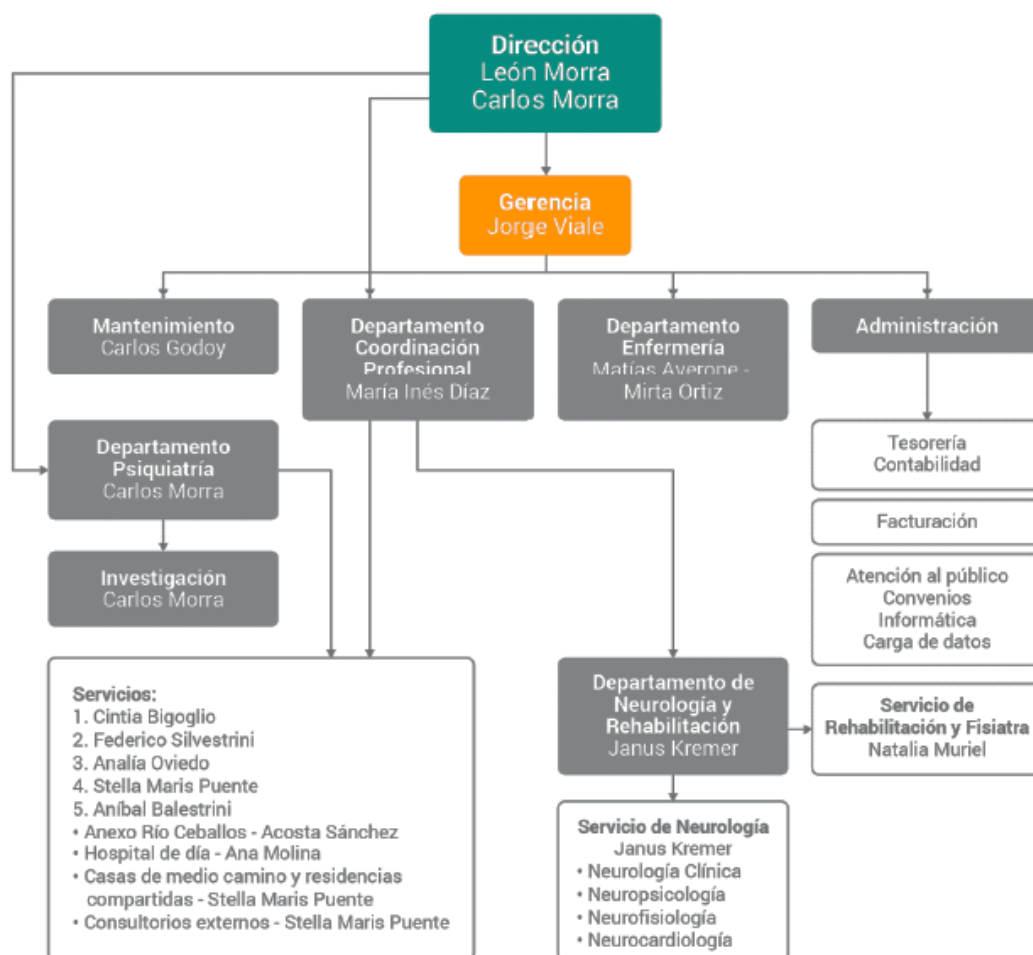 Dirección
León Morra
Carlos Morra
Gerencia
Jorge Viale
Mantenimiento
Carlos Godoy
Departamento
Coordinación
Profesional
María Inés Díaz
Departamento
Enfermería
Matías Averone -
Mirta Ortiz
Administración
Tesorería
Contabilidad
Facturación
Atención al público
Convenios
Informática
Carga de datos
Departamento
Psiquiatría
Carlos Morra
Investigación
Carlos Morra
Servicios:
1. Cintia Bigoglio
2. Federico Silvestrini
3. Analía Oviedo
4. Stella Maris Puente
5. Aníbal Balestrini
• Anexo Río Ceballos - Acosta Sánchez
• Hospital de día - Ana Molina
• Casas de medio camino y residencias
compartidas - Stella Maris Puente
• Consultorios externos - Stella Maris Puente
Departamento de
Neurología y
Rehabilitación
Janus Kremer
Servicio de
Rehabilitación y Fisiatra
Natalia Muriel
Servicio de Neurología
Janus Kremer
• Neurología Clínica
• Neuropsicología
• Neurofisiología
• Neurocardiología